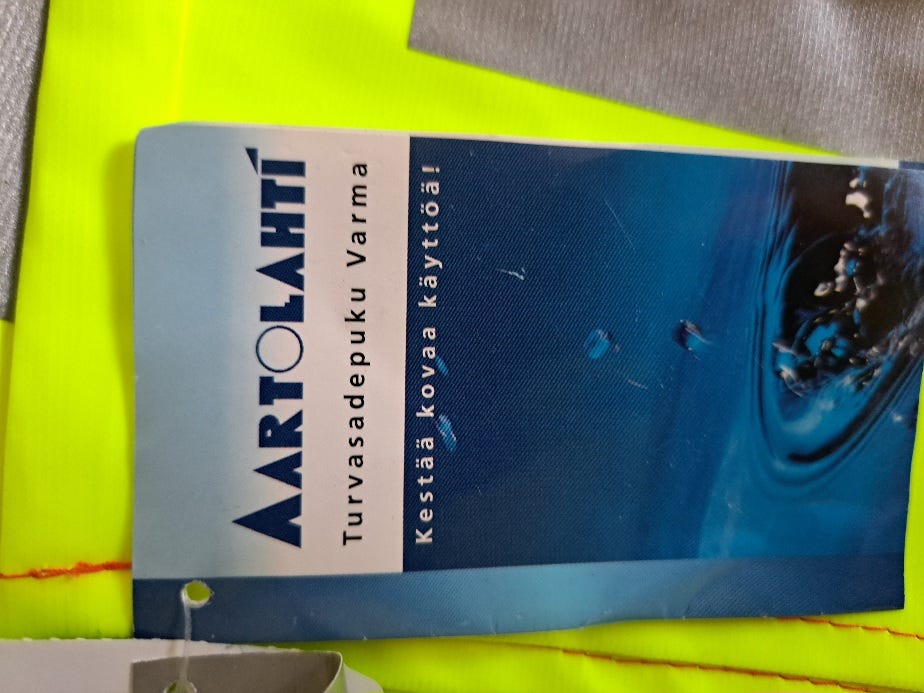 AARTOLAHTI
Turvasadepuku Varma
Kestää kovaa käyttöä!